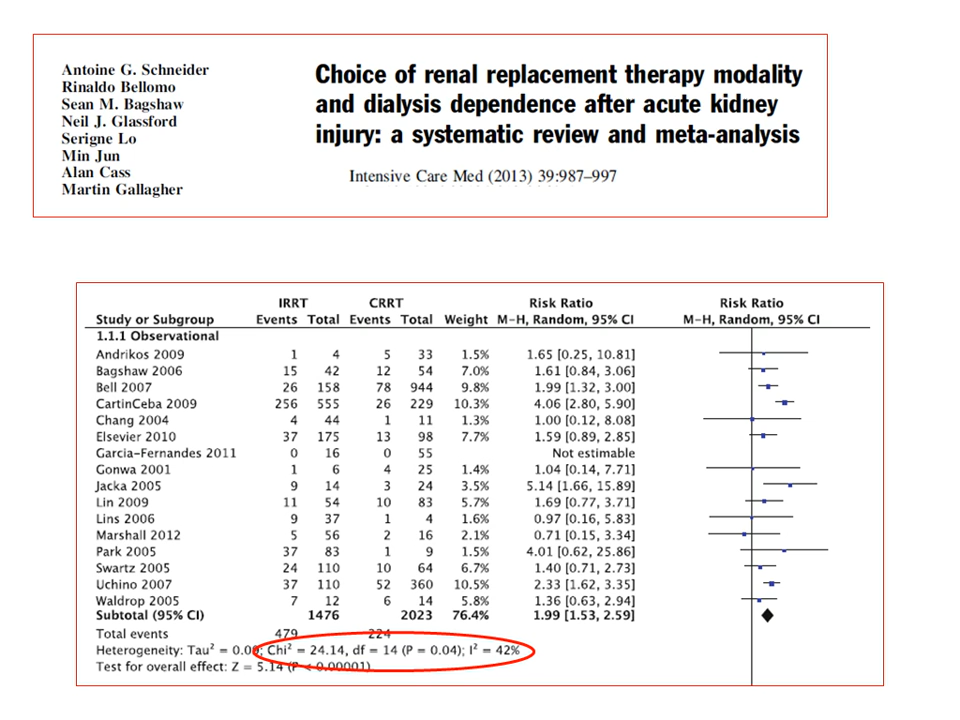 Antoine G. Schneider
Rinaldo Bellomo
Sean M. Bagshaw
Neil J. Glassford
Serigne Lo
Min Jun
Alan Cass
Martin Gallagher
Choice of renal replacement therapy modality
and dialysis dependence after acute kidney
injury: a systematic review and meta-analysis
Intensive Care Med (2013) 39:987–997
IRRT CRRT Risk Ratio Risk Ratio
Study or Subgroup Events Total Events Total Weight M-H, Random, 95% CI M-H, Random, 95% CI
1.1.1 Observational
Andrikos 2009 1 4 5 33 1.5% 1.65 [0.25, 10.81]
Bagshaw 2006 15 42 12 54 7.0% 1.61 [0.84, 3.06]
Bell 2007 26 158 78 944 9.8% 1.99 [1.32, 3.00]
CartinCeba 2009 256 555 26 229 10.3% 4.06 [2.80, 5.90]
Chang 2004 4 44 1 11 1.3% 1.00 [0.12, 8.08]
Elsevier 2010 37 175 13 98 7.7% 1.59 [0.89, 2.85]
Garcia-Fernandes 2011 0 16 0 55 Not estimable
Gonwa 2001 1 6 4 25 1.4% 1.04 [0.14, 7.71]
Jacka 2005 9 14 3 24 3.5% 5.14 [1.66, 15.89]
Lin 2009 11 54 10 83 5.7% 1.69 [0.77, 3.71]
Lins 2006 9 37 1 4 1.6% 0.97 [0.16, 5.83]
Marshall 2012 5 56 2 16 2.1% 0.71 [0.15, 3.34]
Park 2005 37 83 1 9 1.5% 4.01 [0.62, 25.86]
Swartz 2005 24 110 10 64 6.7% 1.40 [0.71, 2.73]
Uchino 2007 37 110 52 360 10.5% 2.33 [1.62, 3.35]
Waldrop 2005 7 12 6 14 5.8% 1.36 [0.63, 2.94]
Subtotal (95% CI) 1476 2023 76.4% 1.99 [1.53, 2.59]
Total events 479 224
Heterogeneity: Tau² = Chi² = 24.14, df = 14 (P = 0.04); I² = 42%
Test for overall effect: Z = 5.14 (P < 0.00001)